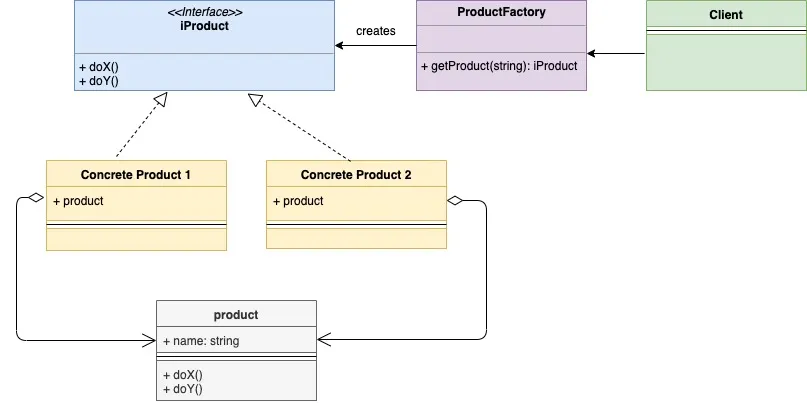 <<Interface>>
iProduct
+ doX()
+ doY()
creates
ProductFactory
+ getProduct(string): iProduct
Client
Concrete Product 1
+ product
Concrete Product 2
+ product
product
+ name: string
+ doX()
+ doY()